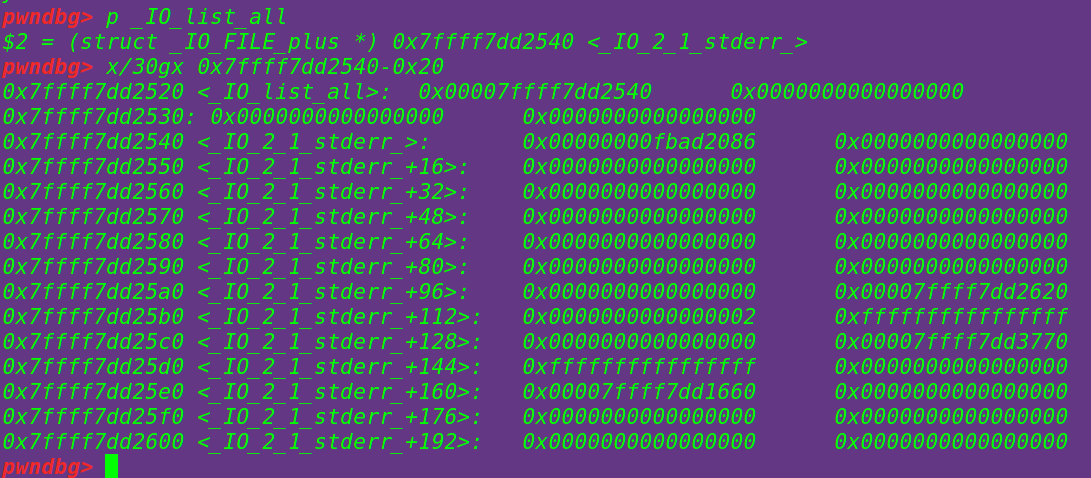 pwndbg> p _IO_list_all
$2 = (struct _IO_FILE_plus *) 0x7ffff7dd2540 <_IO_2_1_stderr_>
pwndbg> x/30gx 0x7ffff7dd2540-0x20
0x7ffff7dd2520 <_IO_list_all>: 0x00007ffff7dd2540 0x0000000000000000
0x7ffff7dd2530: 0x0000000000000000 0x0000000000000000
0x7ffff7dd2540 <_IO_2_1_stderr_>: 0x00000000fbad2086 0x0000000000000000
0x7ffff7dd2550 <_IO_2_1_stderr_+16>: 0x0000000000000000 0x0000000000000000
0x7ffff7dd2560 <_IO_2_1_stderr_+32>: 0x0000000000000000 0x0000000000000000
0x7ffff7dd2570 <_IO_2_1_stderr_+48>: 0x0000000000000000 0x0000000000000000
0x7ffff7dd2580 <_IO_2_1_stderr_+64>: 0x0000000000000000 0x0000000000000000
0x7ffff7dd2590 <_IO_2_1_stderr_+80>: 0x0000000000000000 0x0000000000000000
0x7ffff7dd25a0 <_IO_2_1_stderr_+96>: 0x0000000000000000 0x00007ffff7dd2620
0x7ffff7dd25b0 <_IO_2_1_stderr_+112>: 0x0000000000000002 0xffffffffffffffff
0x7ffff7dd25c0 <_IO_2_1_stderr_+128>: 0x0000000000000000 0x00007ffff7dd3770
0x7ffff7dd25d0 <_IO_2_1_stderr_+144>: 0xffffffffffffffff 0x0000000000000000
0x7ffff7dd25e0 <_IO_2_1_stderr_+160>: 0x00007ffff7dd1660 0x0000000000000000
0x7ffff7dd25f0 <_IO_2_1_stderr_+176>: 0x0000000000000000 0x0000000000000000
0x7ffff7dd2600 <_IO_2_1_stderr_+192>: 0x0000000000000000 0x0000000000000000
pwndbg>